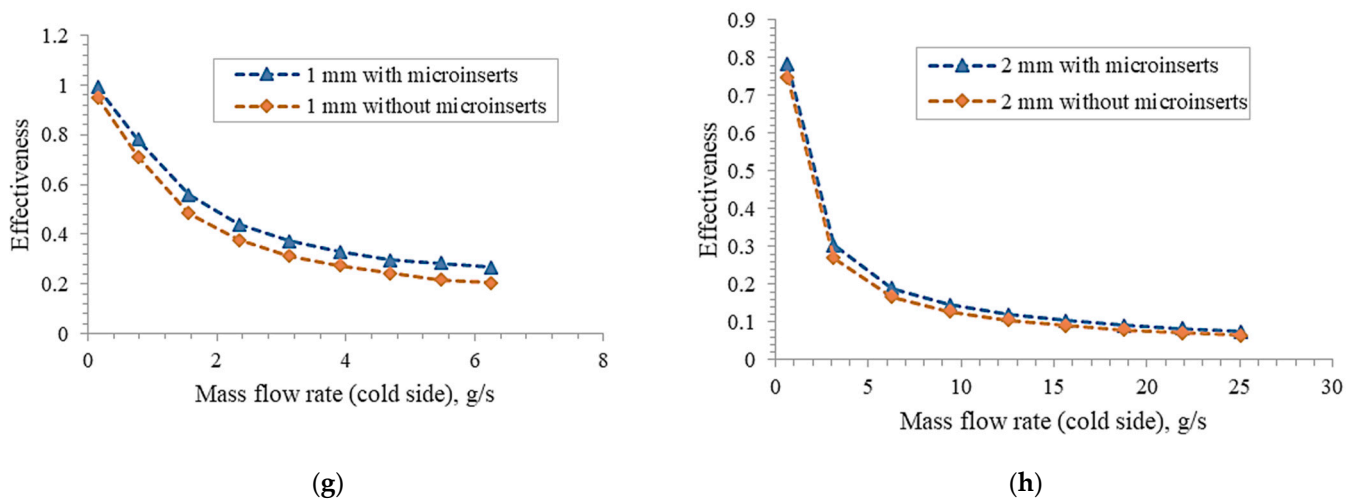 1.2
1
0.8
0.6
0.4
0.2
0
Effectiveness
1 mm with microinserts
1 mm without microinserts
0 2 4 6 8
Mass flow rate (cold side), g/s
(g)
0.9
0.8
0.7
0.6
0.5
0.4
0.3
0.2
0.1
0
Effectiveness
2 mm with microinserts
2 mm without microinserts
0 5 10 15 20 25 30
Mass flow rate (cold side), g/s
(h)